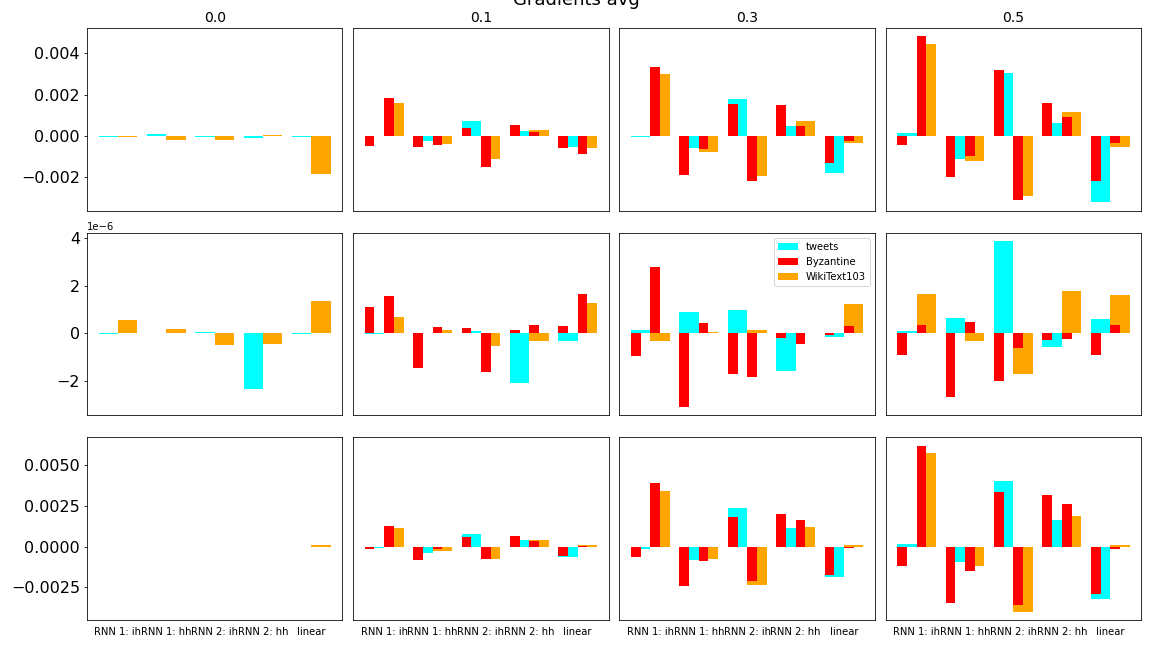 Gradients avg
0.0 0.1 0.3 0.5
0.004
0.002
0.000
−0.002
1e−6
4
2
0
−2
tweets
Byzantine
WikiText103
0.0050
0.0025
0.0000
−0.0025
RNN 1: ih RNN 1: hh RNN 2: ih RNN 2: hh linear RNN 1: ih RNN 1: hh RNN 2: ih RNN 2: hh linear RNN 1: ih RNN 1: hh RNN 2: ih RNN 2: hh linear RNN 1: ih RNN 1: hh RNN 2: ih RNN 2: hh linear